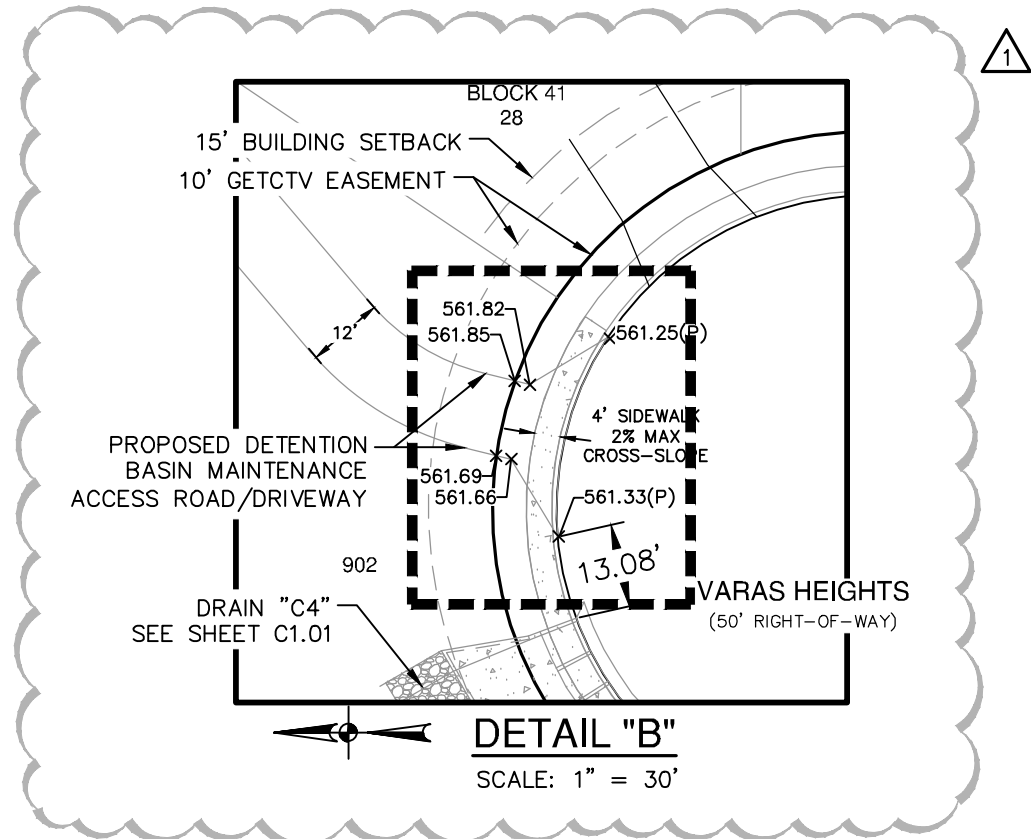 1
BLOCK 41
28
15' BUILDING SETBACK
10' GETCTV EASEMENT
561.82
561.85
561.25(P)
12'
4' SIDEWALK
2% MAX
CROSS-SLOPE
PROPOSED DETENTION
BASIN MAINTENANCE
ACCESS ROAD/DRIVEWAY
561.69
561.66
561.33(P)
13.08'
902
VARAS HEIGHTS
(50' RIGHT-OF-WAY)
DRAIN "C4"
SEE SHEET C1.01
DETAIL "B"
SCALE: 1" = 30'